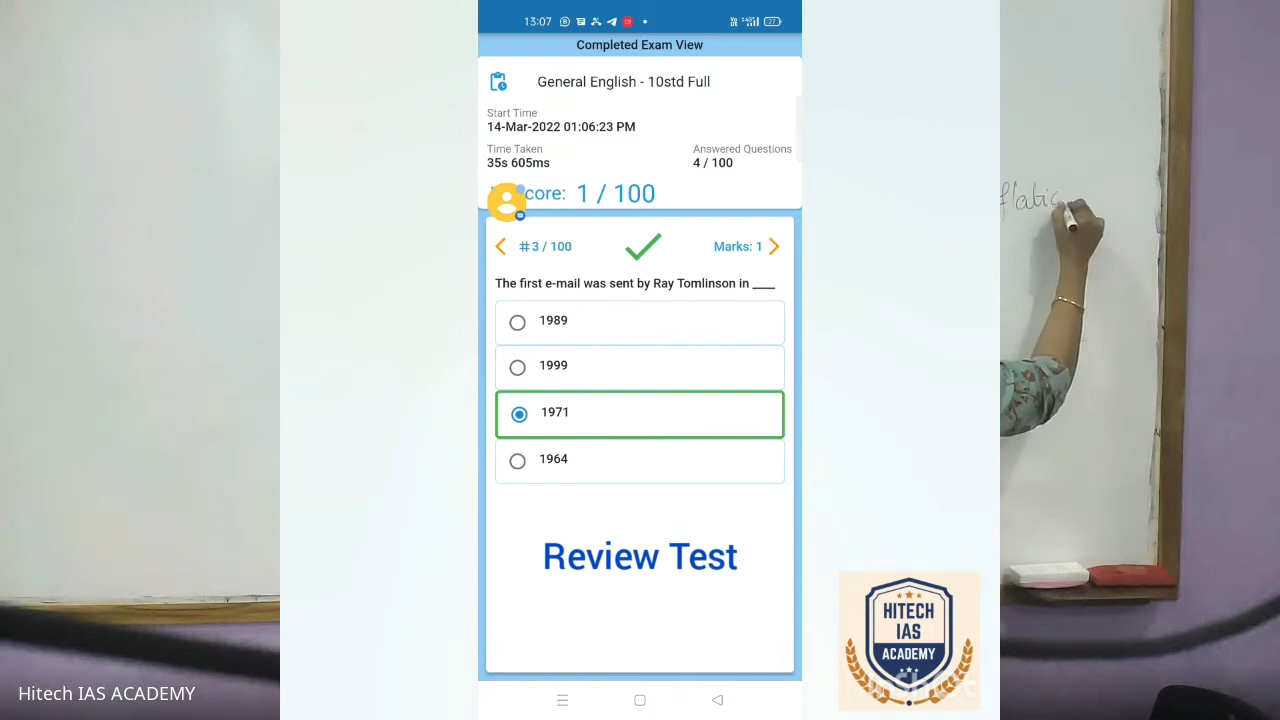 13:07
27
Completed Exam View
General English - 10std Full
Start Time
14-Mar-2022 01:06:23 PM
Time Taken
Answered Questions
35s 605ms
4 / 100
core: 1 / 100
#3 / 100
Marks: 1
The first e-mail was sent by Ray Tomlinson in ____
1989
1999
1971
1964
Review Test
flatic
HITECH
IAS
ACADEMY
Hitech IAS ACADEMY